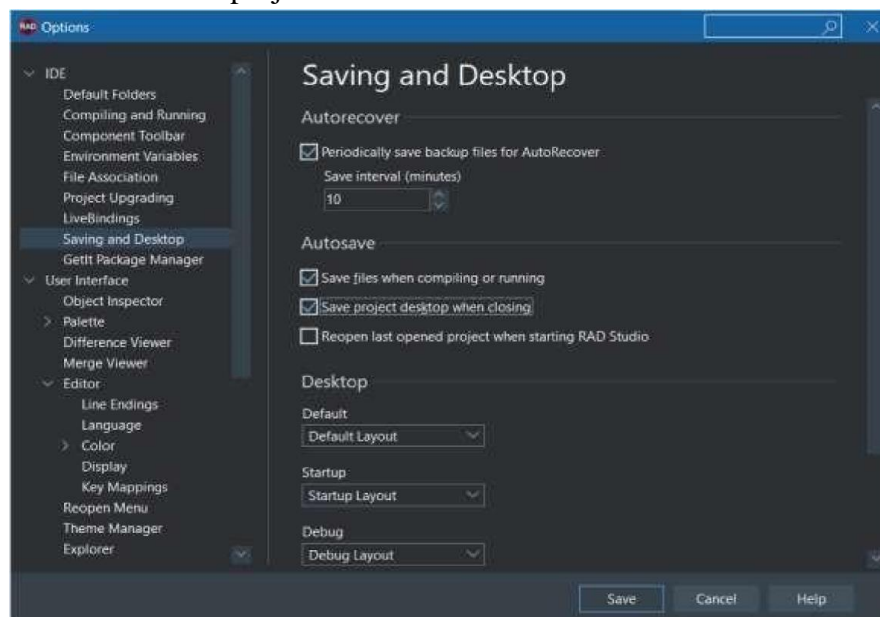 RAD Options
IDE
Default Folders
Compiling and Running
Component Toolbar
Environment Variables
File Association
Project Upgrading
LiveBindings
Saving and Desktop
GetIt Package Manager
User Interface
Object Inspector
Palette
Difference Viewer
Merge Viewer
Editor
Line Endings
Language
Color
Display
Key Mappings
Reopen Menu
Theme Manager
Explorer
Saving and Desktop
Autorecover
Periodically save backup files for AutoRecover
Save interval (minutes)
10
Autosave
Save files when compiling or running
Save project desktop when closing
Reopen last opened project when starting RAD Studio
Desktop
Default
Default Layout
Startup
Startup Layout
Debug
Debug Layout
Save Cancel Help